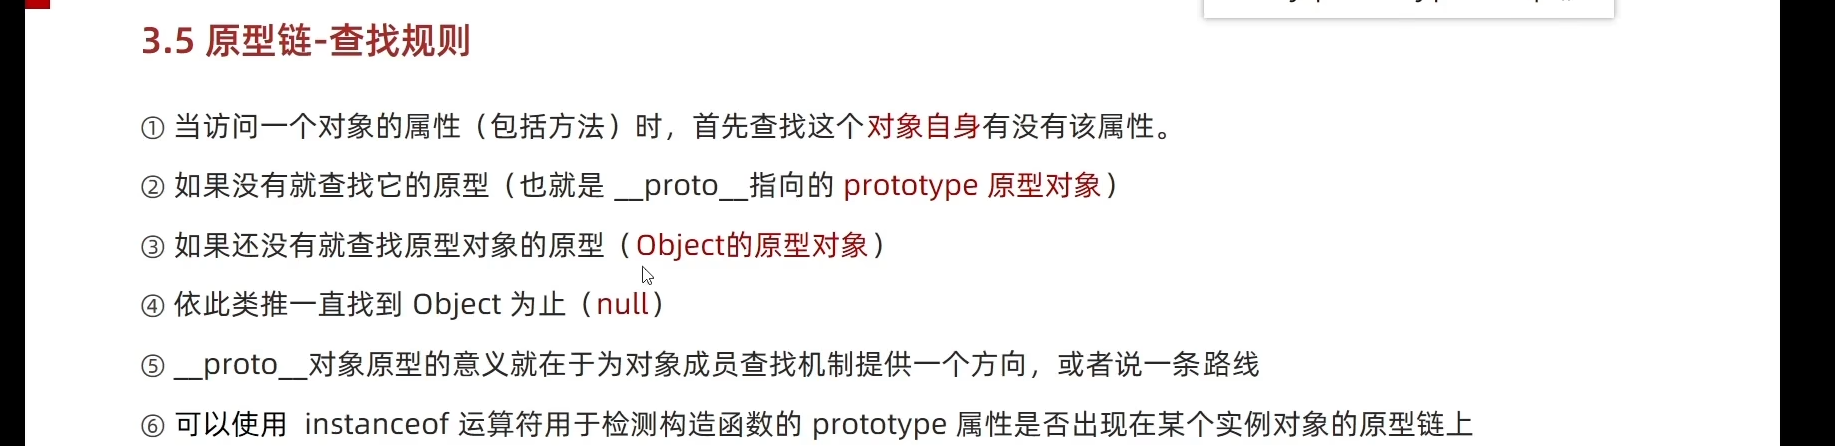 3.5 原型链-查找规则
① 当访问一个对象的属性（包括方法）时，首先查找这个对象自身有没有该属性。
② 如果没有就查找它的原型（也就是 __proto__指向的 prototype 原型对象）
③ 如果还没有就查找原型对象的原型（Object的原型对象）
④ 依此类推一直找到 Object 为止（null）
⑤ __proto__对象原型的意义就在于为对象成员查找机制提供一个方向，或者说一条路线
⑥ 可以使用 instanceof 运算符用于检测构造函数的 prototype 属性是否出现在某个实例对象的原型链上